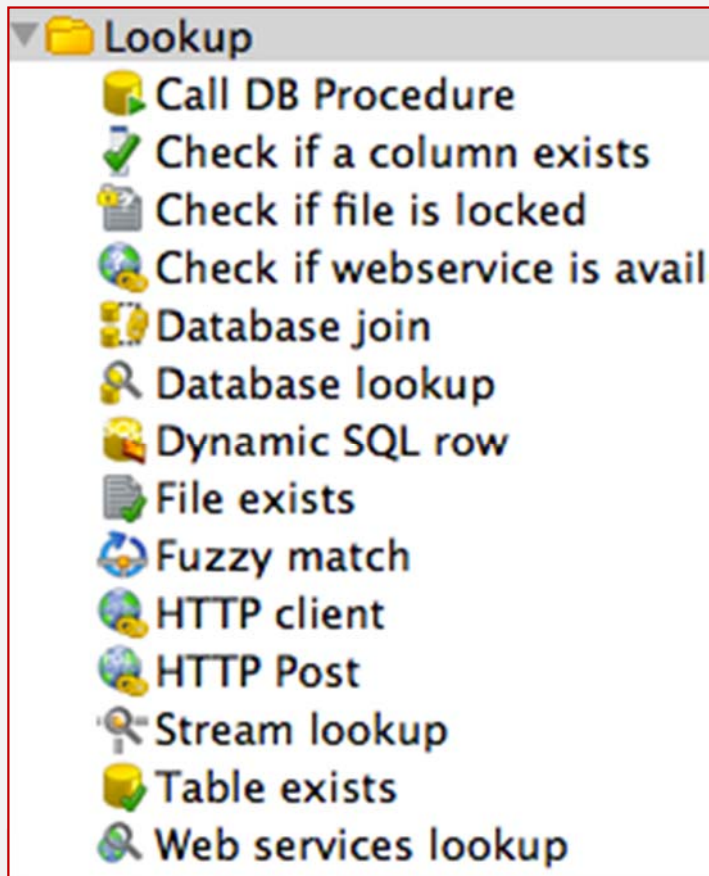 Lookup
Call DB Procedure
Check if a column exists
Check if file is locked
Check if webservice is avail
Database join
Database lookup
Dynamic SQL row
File exists
Fuzzy match
HTTP client
HTTP Post
Stream lookup
Table exists
Web services lookup